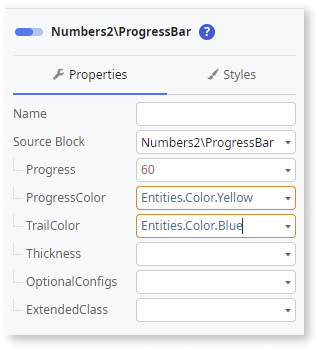 Numbers2\ProgressBar ?
Properties Styles
Name
Source Block Numbers2\ProgressBar
Progress 60
ProgressColor Entities.Color.Yellow
TrailColor Entities.Color.Blue
Thickness
OptionalConfigs
ExtendedClass